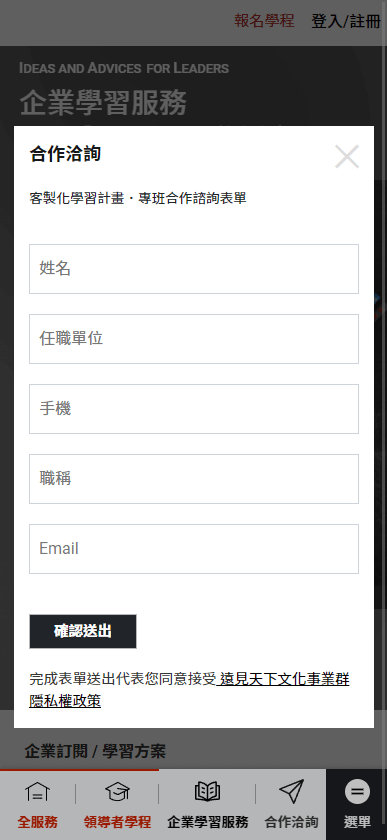 報名學程 登入/註冊
IDEAS AND ADVICES FOR LEADERS
企業學習服務
合作洽詢
客製化學習計畫・專班合作諮詢表單
姓名
任職單位
手機
職稱
Email
確認送出
完成表單送出代表您同意接受 遠見天下文化事業群
隱私權政策
企業訂閱 / 學習方案
全服務 領導者學程 企業學習服務 合作洽詢 選單